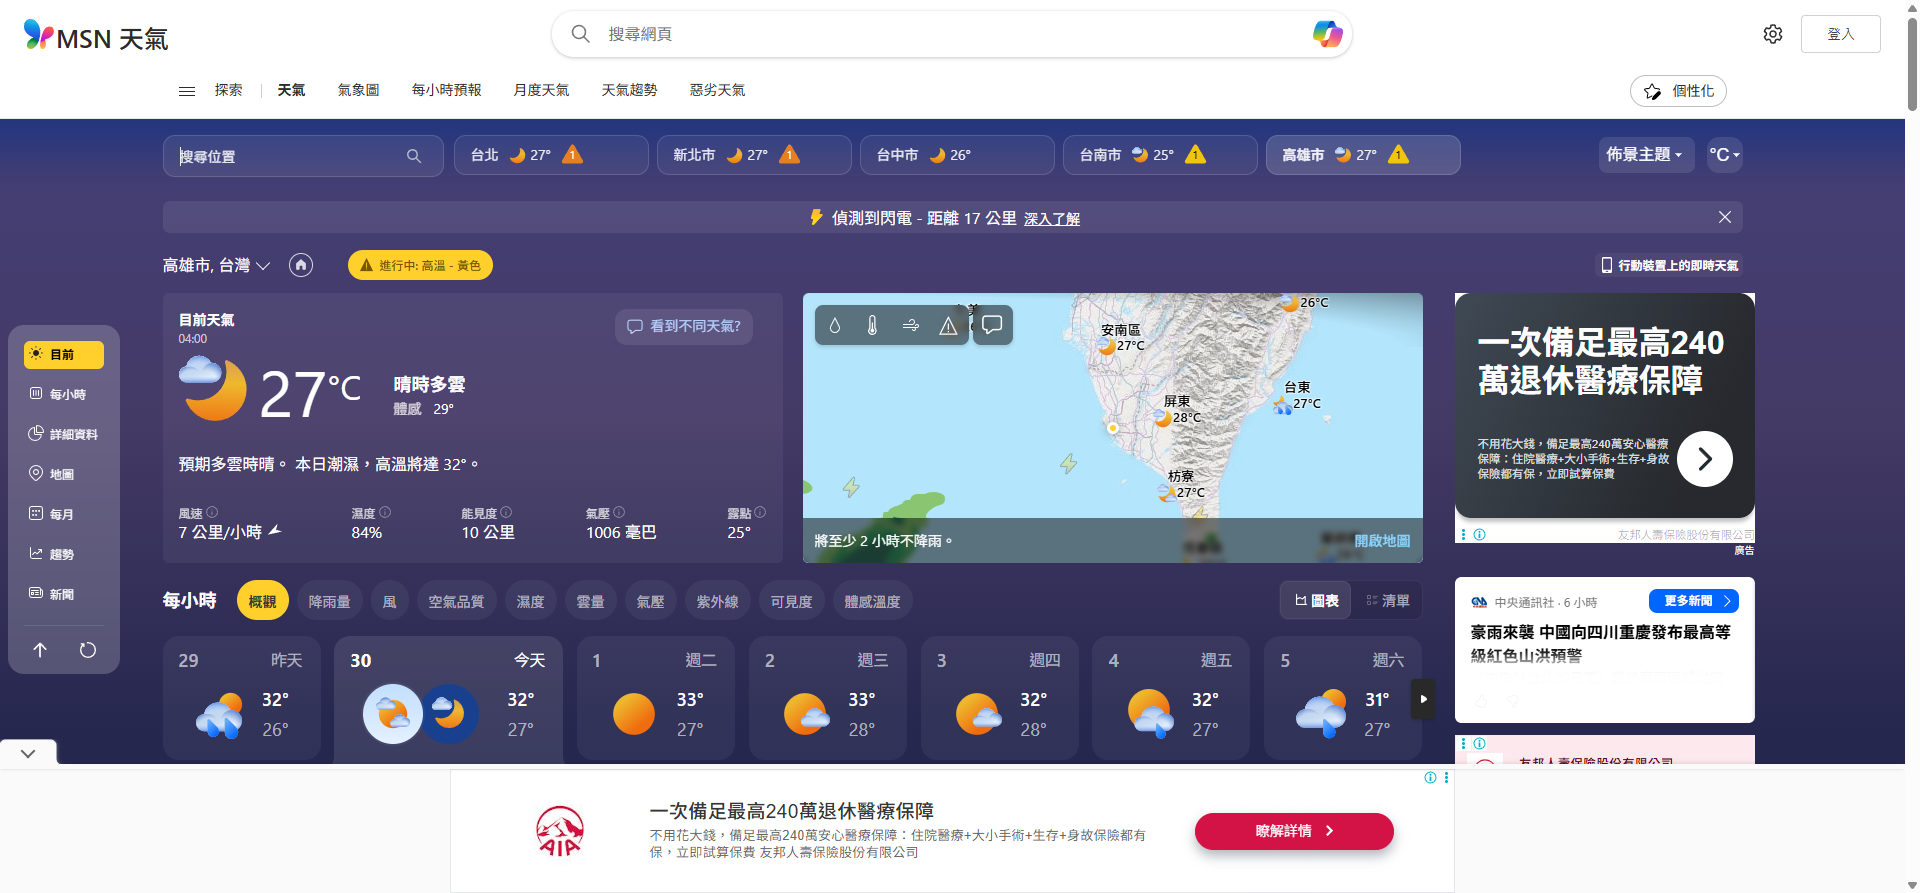 MSN 天氣
搜尋網頁
登入
探索
天氣
氣象圖
每小時預報
月度天氣
天氣趨勢
惡劣天氣
個性化
搜尋位置
台北 27° 1
新北市 27° 1
台中市 26°
台南市 25° 1
高雄市 27° 1
佈景主題
°C
偵測到閃電 - 距離 17 公里 深入了解
高雄市, 台灣
進行中: 高溫 - 黃色
行動裝置上的即時天氣
目前
每小時
詳細資料
地圖
每月
趨勢
新聞
目前天氣
04:00
看到不同天氣?
27°C
晴時多雲
體感 29°
預期多雲時晴。 本日潮濕，高溫將達 32°。
風速
7 公里/小時
濕度
84%
能見度
10 公里
氣壓
1006 毫巴
露點
25°
26°C
安南區
27°C
台東
27°C
屏東
28°C
枋寮
27°C
將至少 2 小時不降雨。
開啟地圖
一次備足最高240
萬退休醫療保障
不用花大錢，備足最高240萬安心醫療
保障：住院醫療+大小手術+生存+身故
保險都有保，立即試算保費
友邦人壽保險股份有限公司
廣告
每小時
概觀
降雨量
風
空氣品質
濕度
雲量
氣壓
紫外線
可見度
體感溫度
圖表
清單
29 昨天
32°
26°
30 今天
32°
27°
1 週二
33°
27°
2 週三
33°
28°
3 週四
32°
28°
4 週五
32°
27°
5 週六
31°
27°
中央通訊社 · 6 小時
更多新聞
豪雨來襲 中國向四川重慶發布最高等
級紅色山洪預警
友邦人壽保險股份有限公司
AIA
一次備足最高240萬退休醫療保障
不用花大錢，備足最高240萬安心醫療保障：住院醫療+大小手術+生存+身故保險都有
保，立即試算保費 友邦人壽保險股份有限公司
瞭解詳情